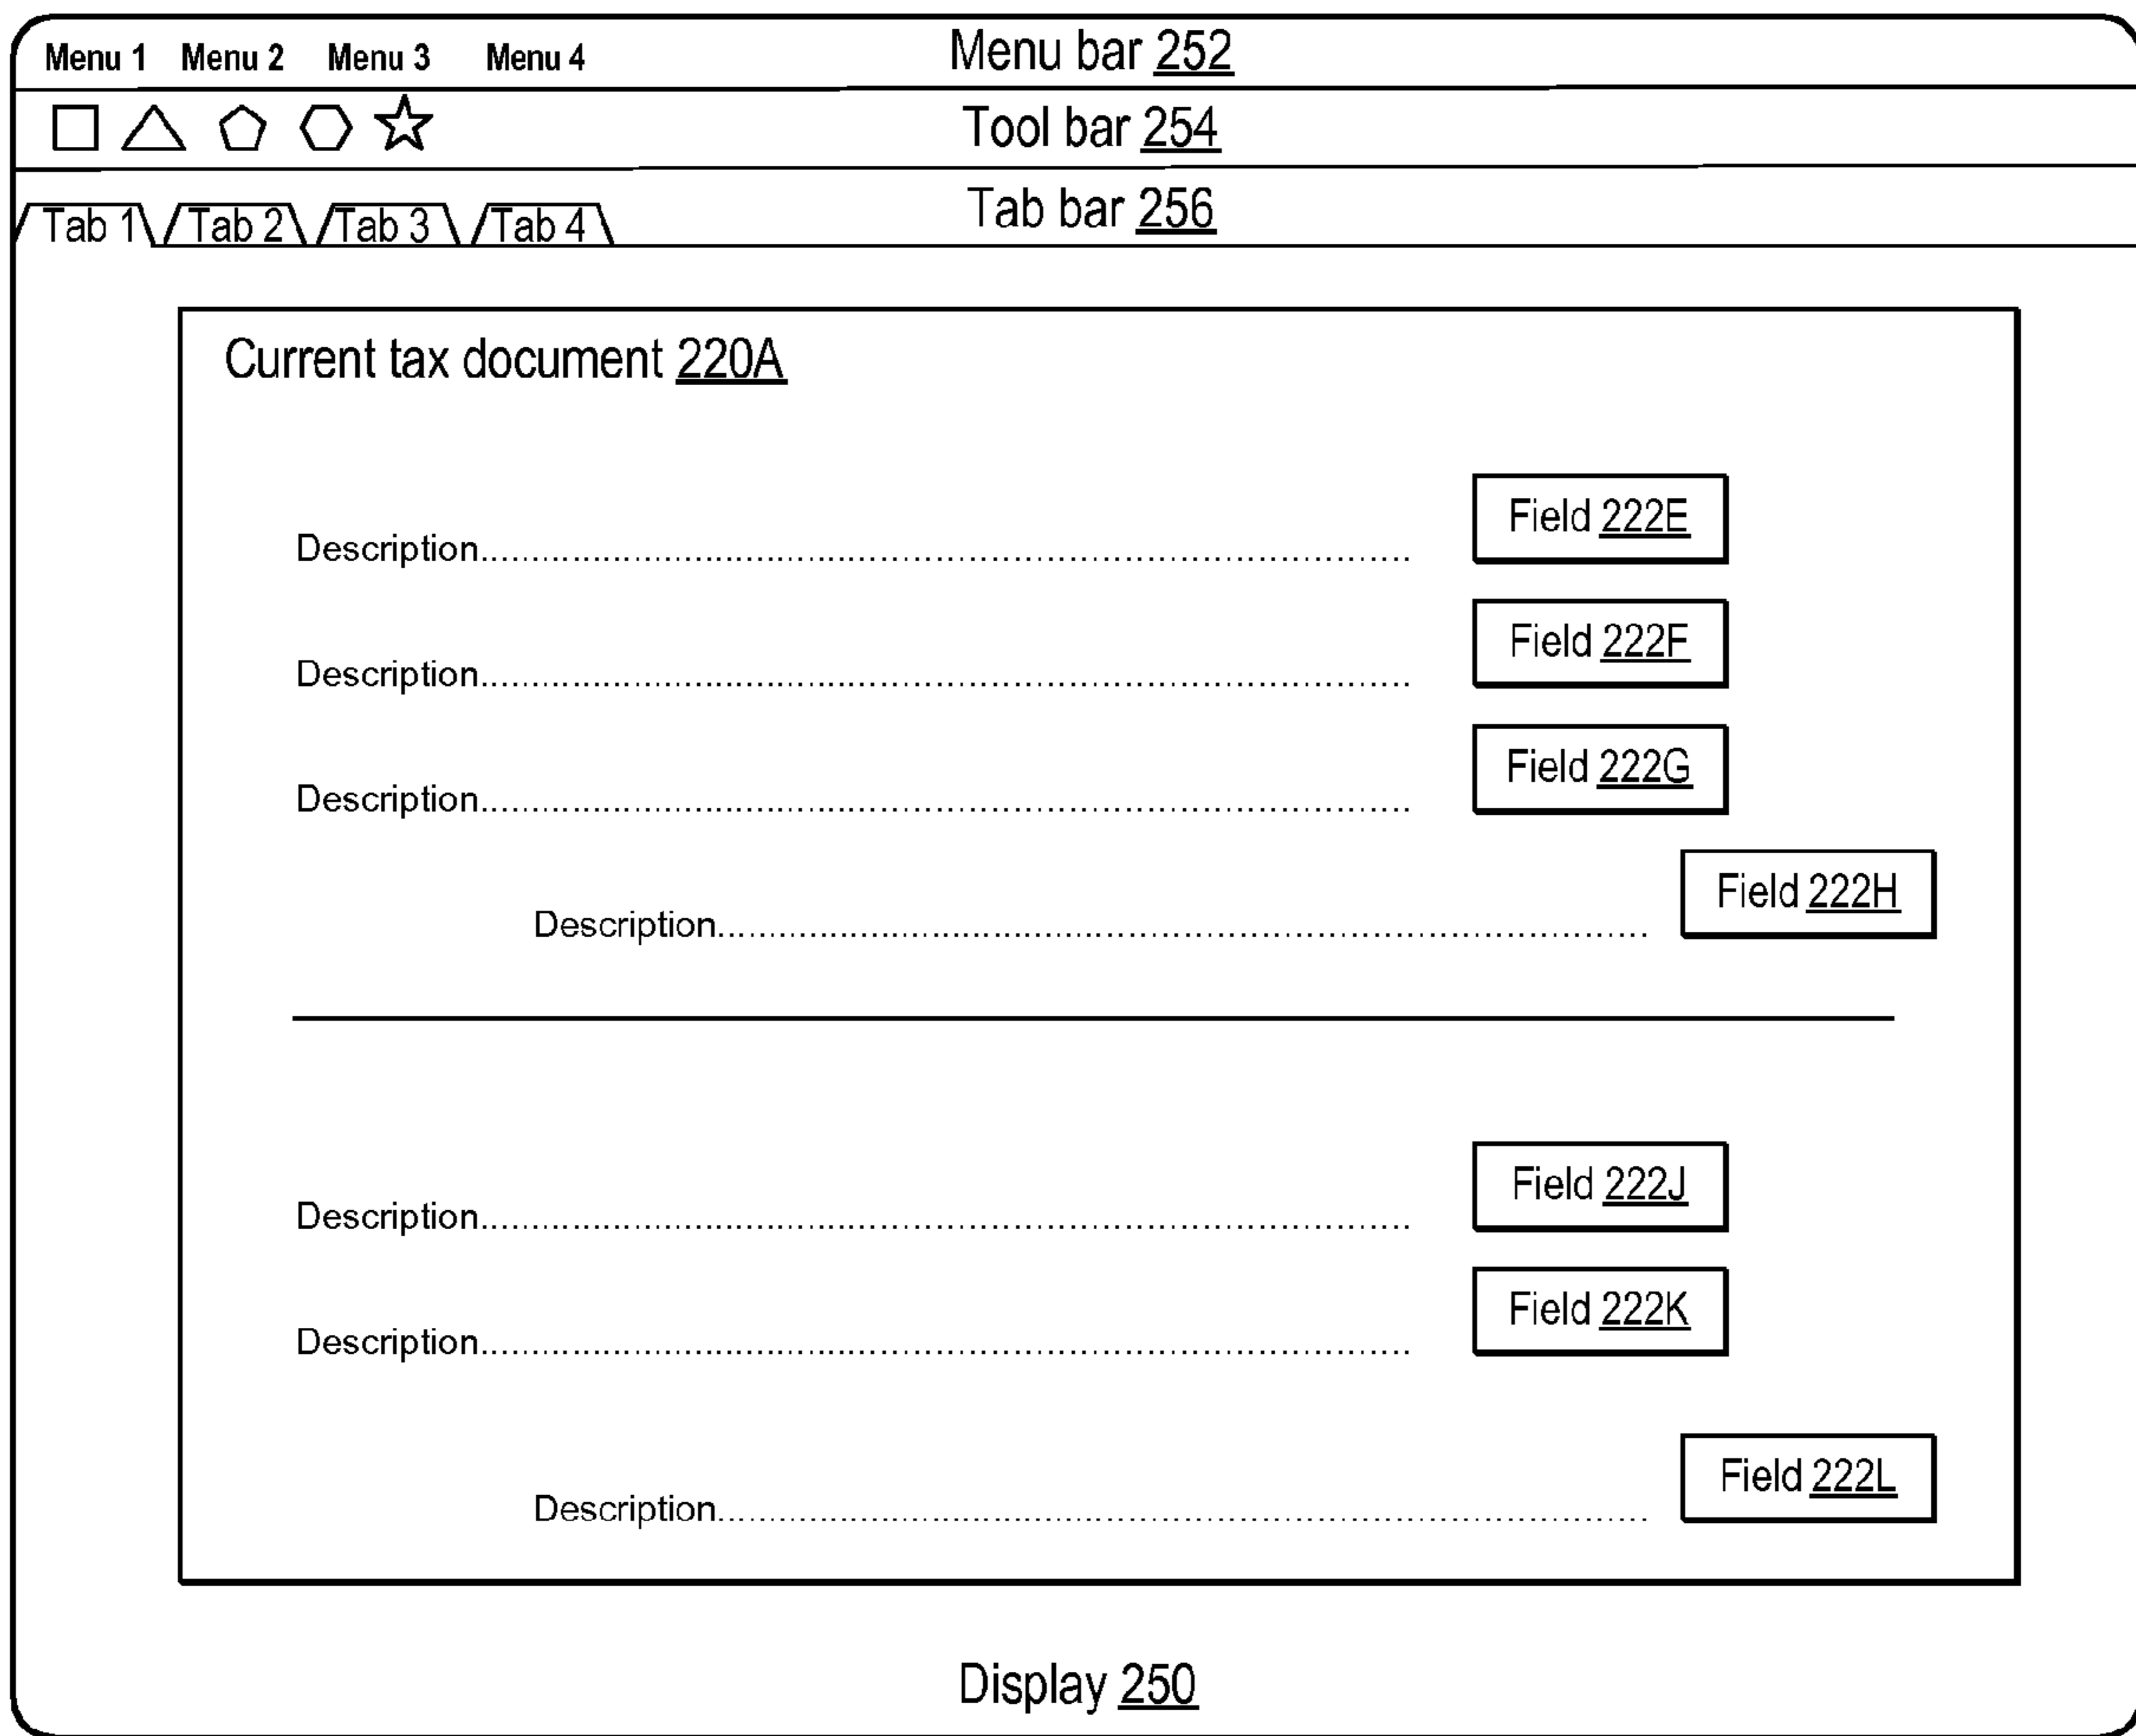 Menu 1 Menu 2 Menu 3 Menu 4 Menu bar 252
Tool bar 254
Tab bar 256
Tab 1 Tab 2 Tab 3 Tab 4
Current tax document 220A
Field 222E
Description........................................................................................
Field 222F
Description........................................................................................
Field 222G
Description........................................................................................
Field 222H
Description........................................................................................
Field 222J
Description........................................................................................
Field 222K
Description........................................................................................
Field 222L
Description........................................................................................
Display 250